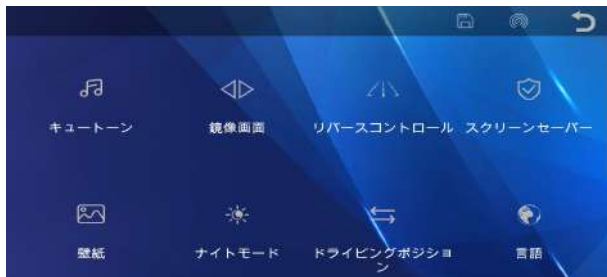 キュートーン
鏡像画面
リバースコントロール
スクリーンセーバー
壁紙
ナイトモード
ドライビングポジショ
ン
言語